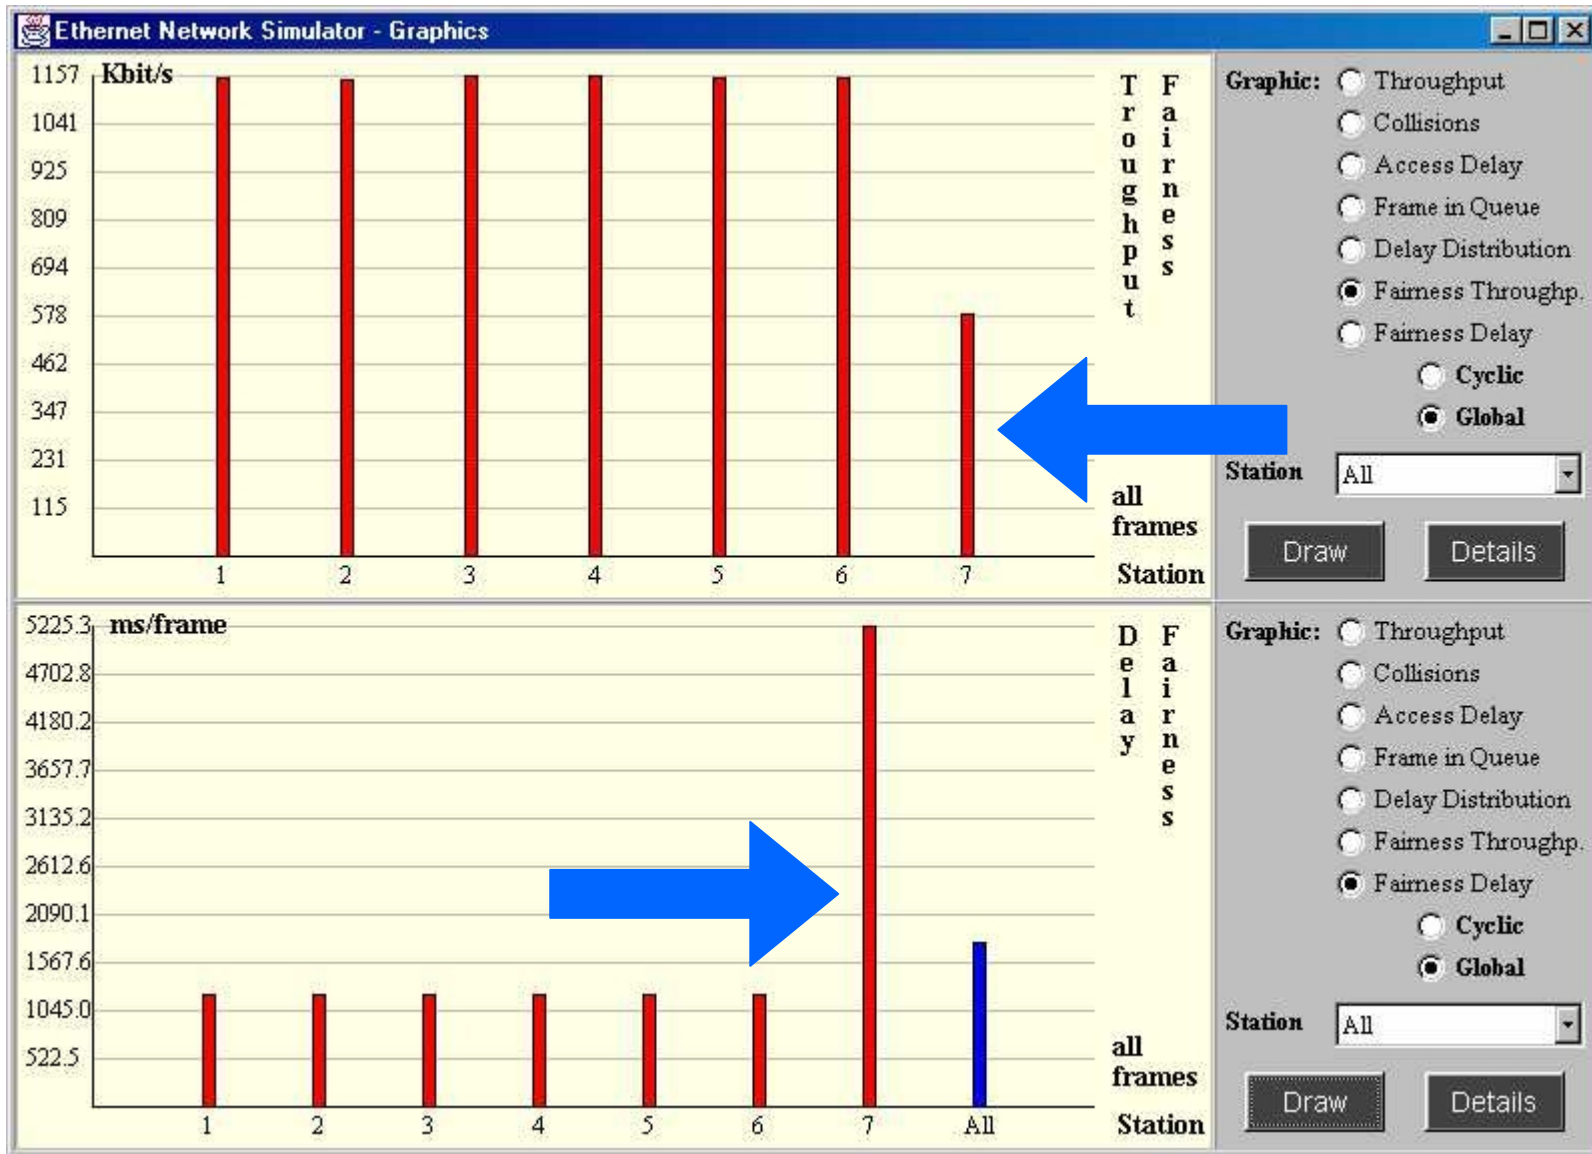 Ethernet Network Simulator - Graphics
Kbit/s
1157
1041
925
809
694
578
462
347
231
115
1 2 3 4 5 6 7
Troughput
Fairness
all
frames
Station
Graphic:
Throughput
Collisions
Access Delay
Frame in Queue
Delay Distribution
Fairness Throughp.
Fairness Delay
Cyclic
Global
Station
All
Draw
Details
ms/frame
5225.3
4702.8
4180.2
3657.7
3135.2
2612.6
2090.1
1567.6
1045.0
522.5
1 2 3 4 5 6 7 All
Delay
Fairness
all
frames
Station
Graphic:
Throughput
Collisions
Access Delay
Frame in Queue
Delay Distribution
Fairness Throughp.
Fairness Delay
Cyclic
Global
Station
All
Draw
Details